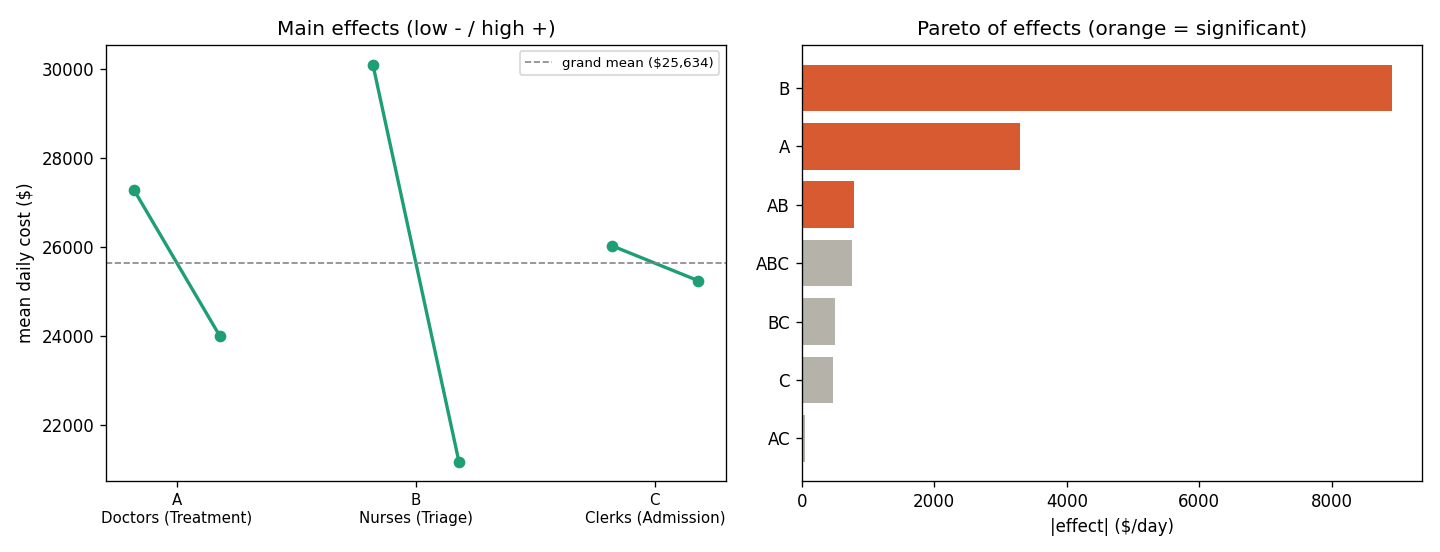 Main effects (low - / high +)
grand mean ($25,634)
30000
28000
26000
24000
22000
mean daily cost ($)
A
Doctors (Treatment)
B
Nurses (Triage)
C
Clerks (Admission)
Pareto of effects (orange = significant)
B
A
AB
ABC
BC
C
AC
0
2000
4000
6000
8000
|effect| ($/day)